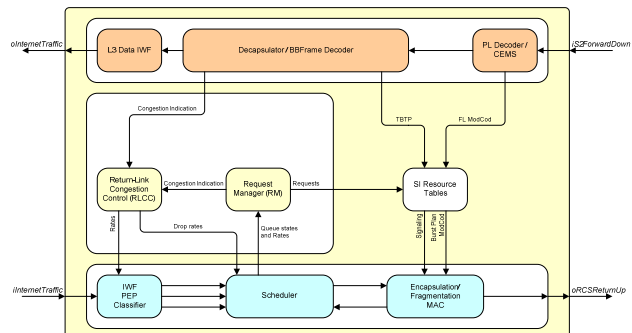 oInternetTraffic
L3 Data IWF
Decapsulator / BBFrame Decoder
PL Decoder /
CEMS
iS2ForwardDown
Congestion Indication
TBTP
FL ModCod
Return-Link
Congestion
Control (RLCC)
Congestion Indication
Request
Manager (RM)
Requests
SI Resource
Tables
Rates
Drop rates
Queue states
and Rates
Signaling
Burst Plan
ModCod
iInternetTraffic
IWF
PEP
Classifier
Scheduler
Encapsulation/
Fragmentation
MAC
oRCSReturnUp